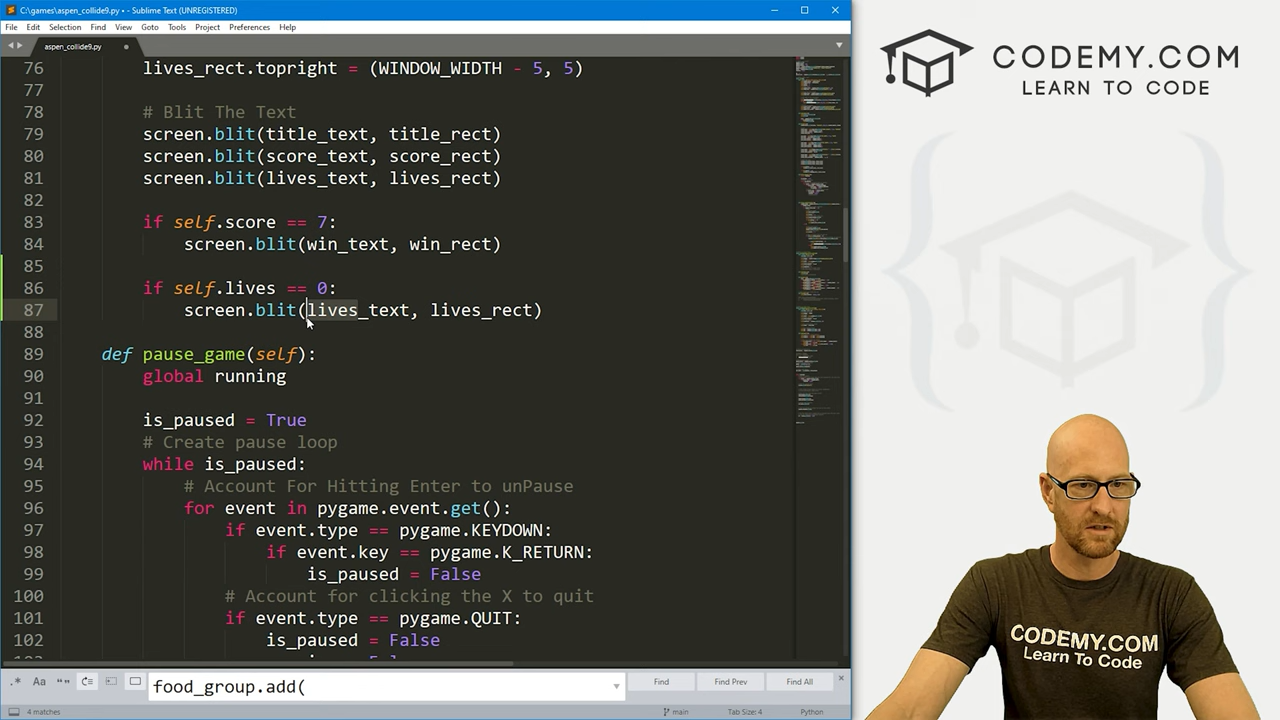 C:\games\aspen_collide9.py • - Sublime Text (UNREGISTERED)
File Edit Selection Find View Goto Tools Project Preferences Help
aspen_collide9.py
76 lives_rect.topright = (WINDOW_WIDTH - 5, 5)
77
78 # Blit The Text
79 screen.blit(title_text, title_rect)
80 screen.blit(score_text, score_rect)
81 screen.blit(lives_text, lives_rect)
82
83 if self.score == 7:
84 screen.blit(win_text, win_rect)
85
86 if self.lives == 0:
87 screen.blit(lives_text, lives_rect)
88
89 def pause_game(self):
90 global running
91
92 is_paused = True
93 # Create pause loop
94 while is_paused:
95 # Account For Hitting Enter to unPause
96 for event in pygame.event.get():
97 if event.type == pygame.KEYDOWN:
98 if event.key == pygame.K_RETURN:
99 is_paused = False
100 # Account for clicking the X to quit
101 if event.type == pygame.QUIT:
102 is_paused = False
food_group.add(
Find Find Prev Find All
4 matches
main Tab Size: 4 Python
CODEMY.COM
LEARN TO CODE
CODEMY.COM
Learn To Code